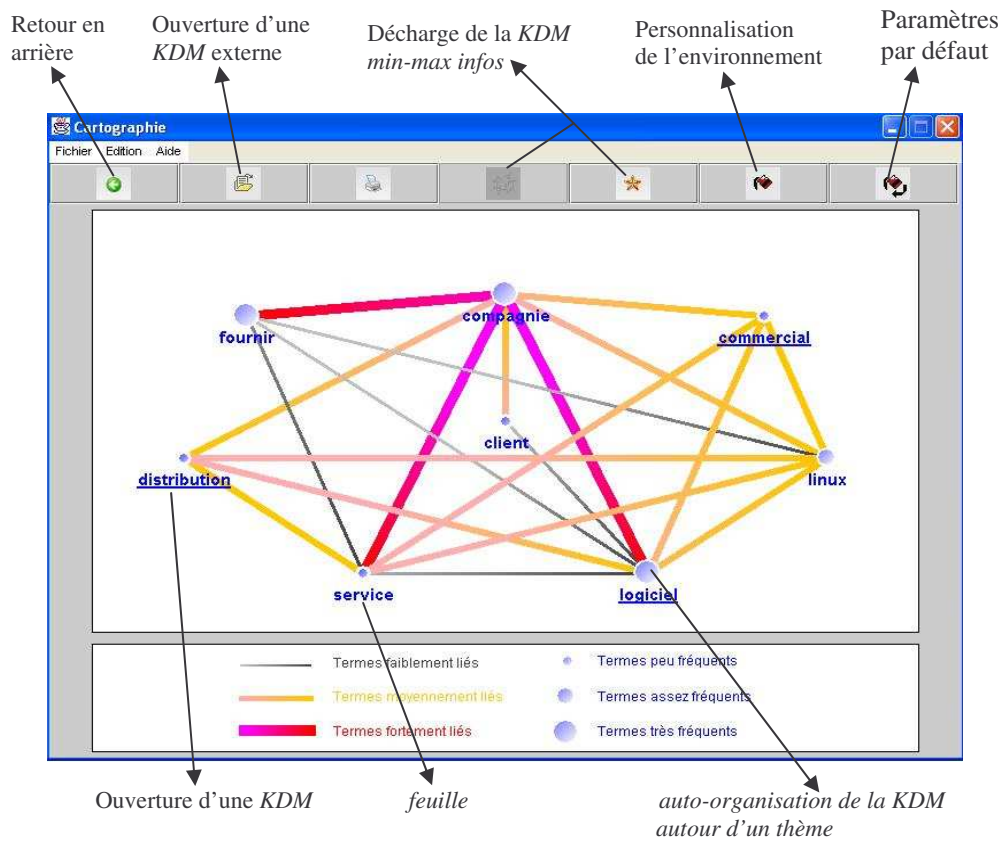 Retour en
arrière
Ouverture d'une
KDM externe
Décharge de la KDM
min-max infos
Personnalisation
de l'environnement
Paramètres
par défaut
Cartographie
Fichier Edition Aide
compagnie
fournir
commercial
client
distribution
linux
service
logiciel
Termes faiblement liés
Termes peu fréquents
Termes moyennement liés
Termes assez fréquents
Termes fortement liés
Termes très fréquents
Ouverture d'une KDM
feuille
auto-organisation de la KDM
autour d'un thème